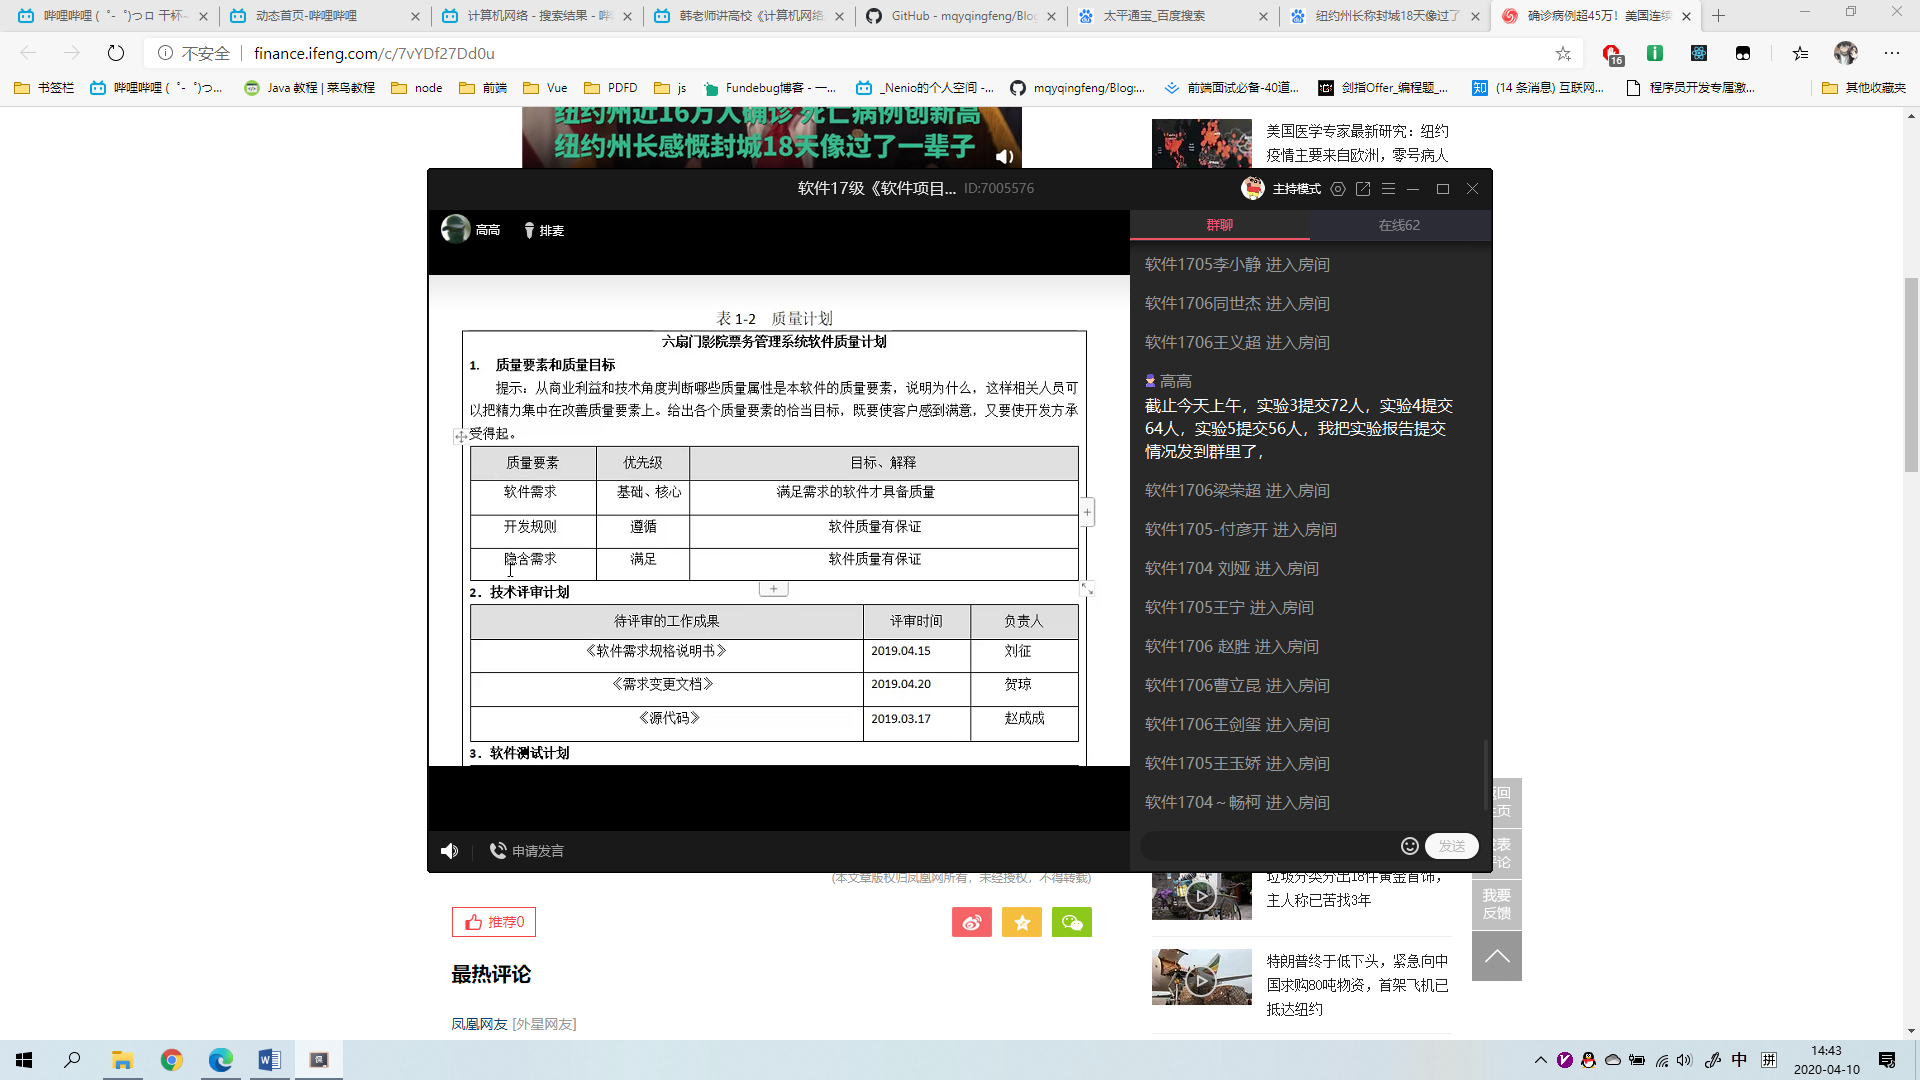 哔哩哔哩 (゜-゜)つロ 干杯~
动态首页-哔哩哔哩
计算机网络 - 搜索结果 - 哔
韩老师讲高校《计算机网络
GitHub - mqyqingfeng/Blog
太平通宝_百度搜索
纽约州长称封城18天像过了一
确诊病例超45万！美国连续
不安全
finance.ifeng.com/c/7vYDf27Dd0u
16
书签栏
哔哩哔哩 (゜-゜)つ...
Java 教程 | 菜鸟教程
node
前端
Vue
PDFD
js
Fundebug博客 - 一...
_Nenio的个人空间 -...
mqyqingfeng/Blog:...
前端面试必备-40道...
剑指Offer_编程题_...
(14 条消息) 互联网...
程序员开发专属激...
其他收藏夹
纽约州近16万人确诊 死亡病例创新高
纽约州长感慨封城18天像过了一辈子
美国医学专家最新研究：纽约
疫情主要来自欧洲，零号病人
软件17级《软件项目... ID:7005576
主持模式
高高
排麦
群聊
在线62
表 1-2 质量计划
六扇门影院票务管理系统软件质量计划
1. 质量要素和质量目标
提示：从商业利益和技术角度判断哪些质量属性是本软件的质量要素，说明为什么，这样相关人员可
以把精力集中在改善质量要素上。给出各个质量要素的恰当目标，既要使客户感到满意，又要使开发方承
受得起。
质量要素 优先级 目标、解释
软件需求 基础、核心 满足需求的软件才具备质量
开发规则 遵循 软件质量有保证
隐含需求 满足 软件质量有保证
2. 技术评审计划
待评审的工作成果 评审时间 负责人
《软件需求规格说明书》 2019.04.15 刘征
《需求变更文档》 2019.04.20 贺琼
《源代码》 2019.03.17 赵成成
3. 软件测试计划
软件1705李小静 进入房间
软件1706同世杰 进入房间
软件1706王义超 进入房间
高高
截止今天上午，实验3提交72人，实验4提交
64人，实验5提交56人，我把实验报告提交
情况发到群里了，
软件1706梁荣超 进入房间
软件1705-付彦开 进入房间
软件1704 刘娅 进入房间
软件1705王宁 进入房间
软件1706 赵胜 进入房间
软件1706曹立昆 进入房间
软件1706王剑玺 进入房间
软件1705王玉娇 进入房间
软件1704～畅柯 进入房间
申请发言
发送
(本文章版权归凤凰网所有，未经授权，不得转载)
推荐0
最热评论
凤凰网友 [外星网友]
垃圾分类分出18件黄金首饰，
主人称已苦找3年
特朗普终于低下头，紧急向中
国求购80吨物资，首架飞机已
抵达纽约
我要
反馈
中
拼
14:43
2020-04-10